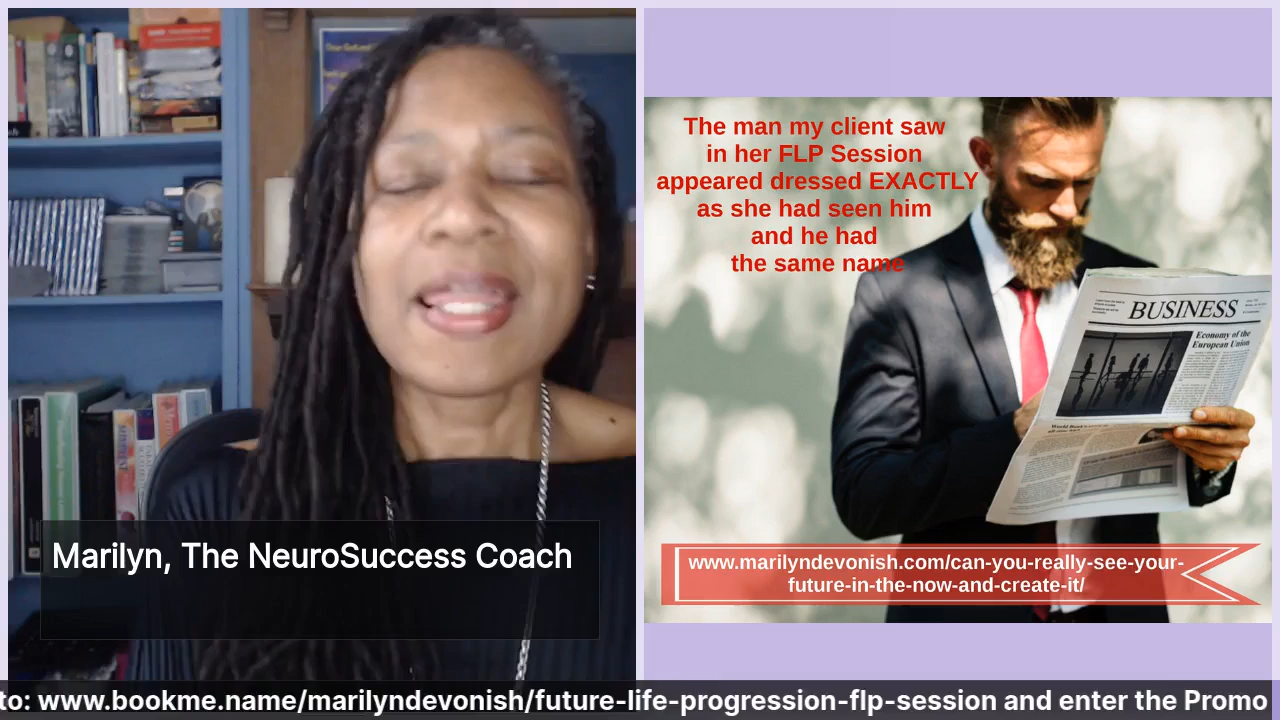 Marilyn, The NeuroSuccess Coach
The man my client saw
in her FLP Session
appeared dressed EXACTLY
as she had seen him
and he had
the same name
BUSINESS
Economy of the
European Union
www.marilyndevonish.com/can-you-really-see-your-
future-in-the-now-and-create-it/
to: www.bookme.name/marilyndevonish/future-life-progression-flp-session and enter the Promo